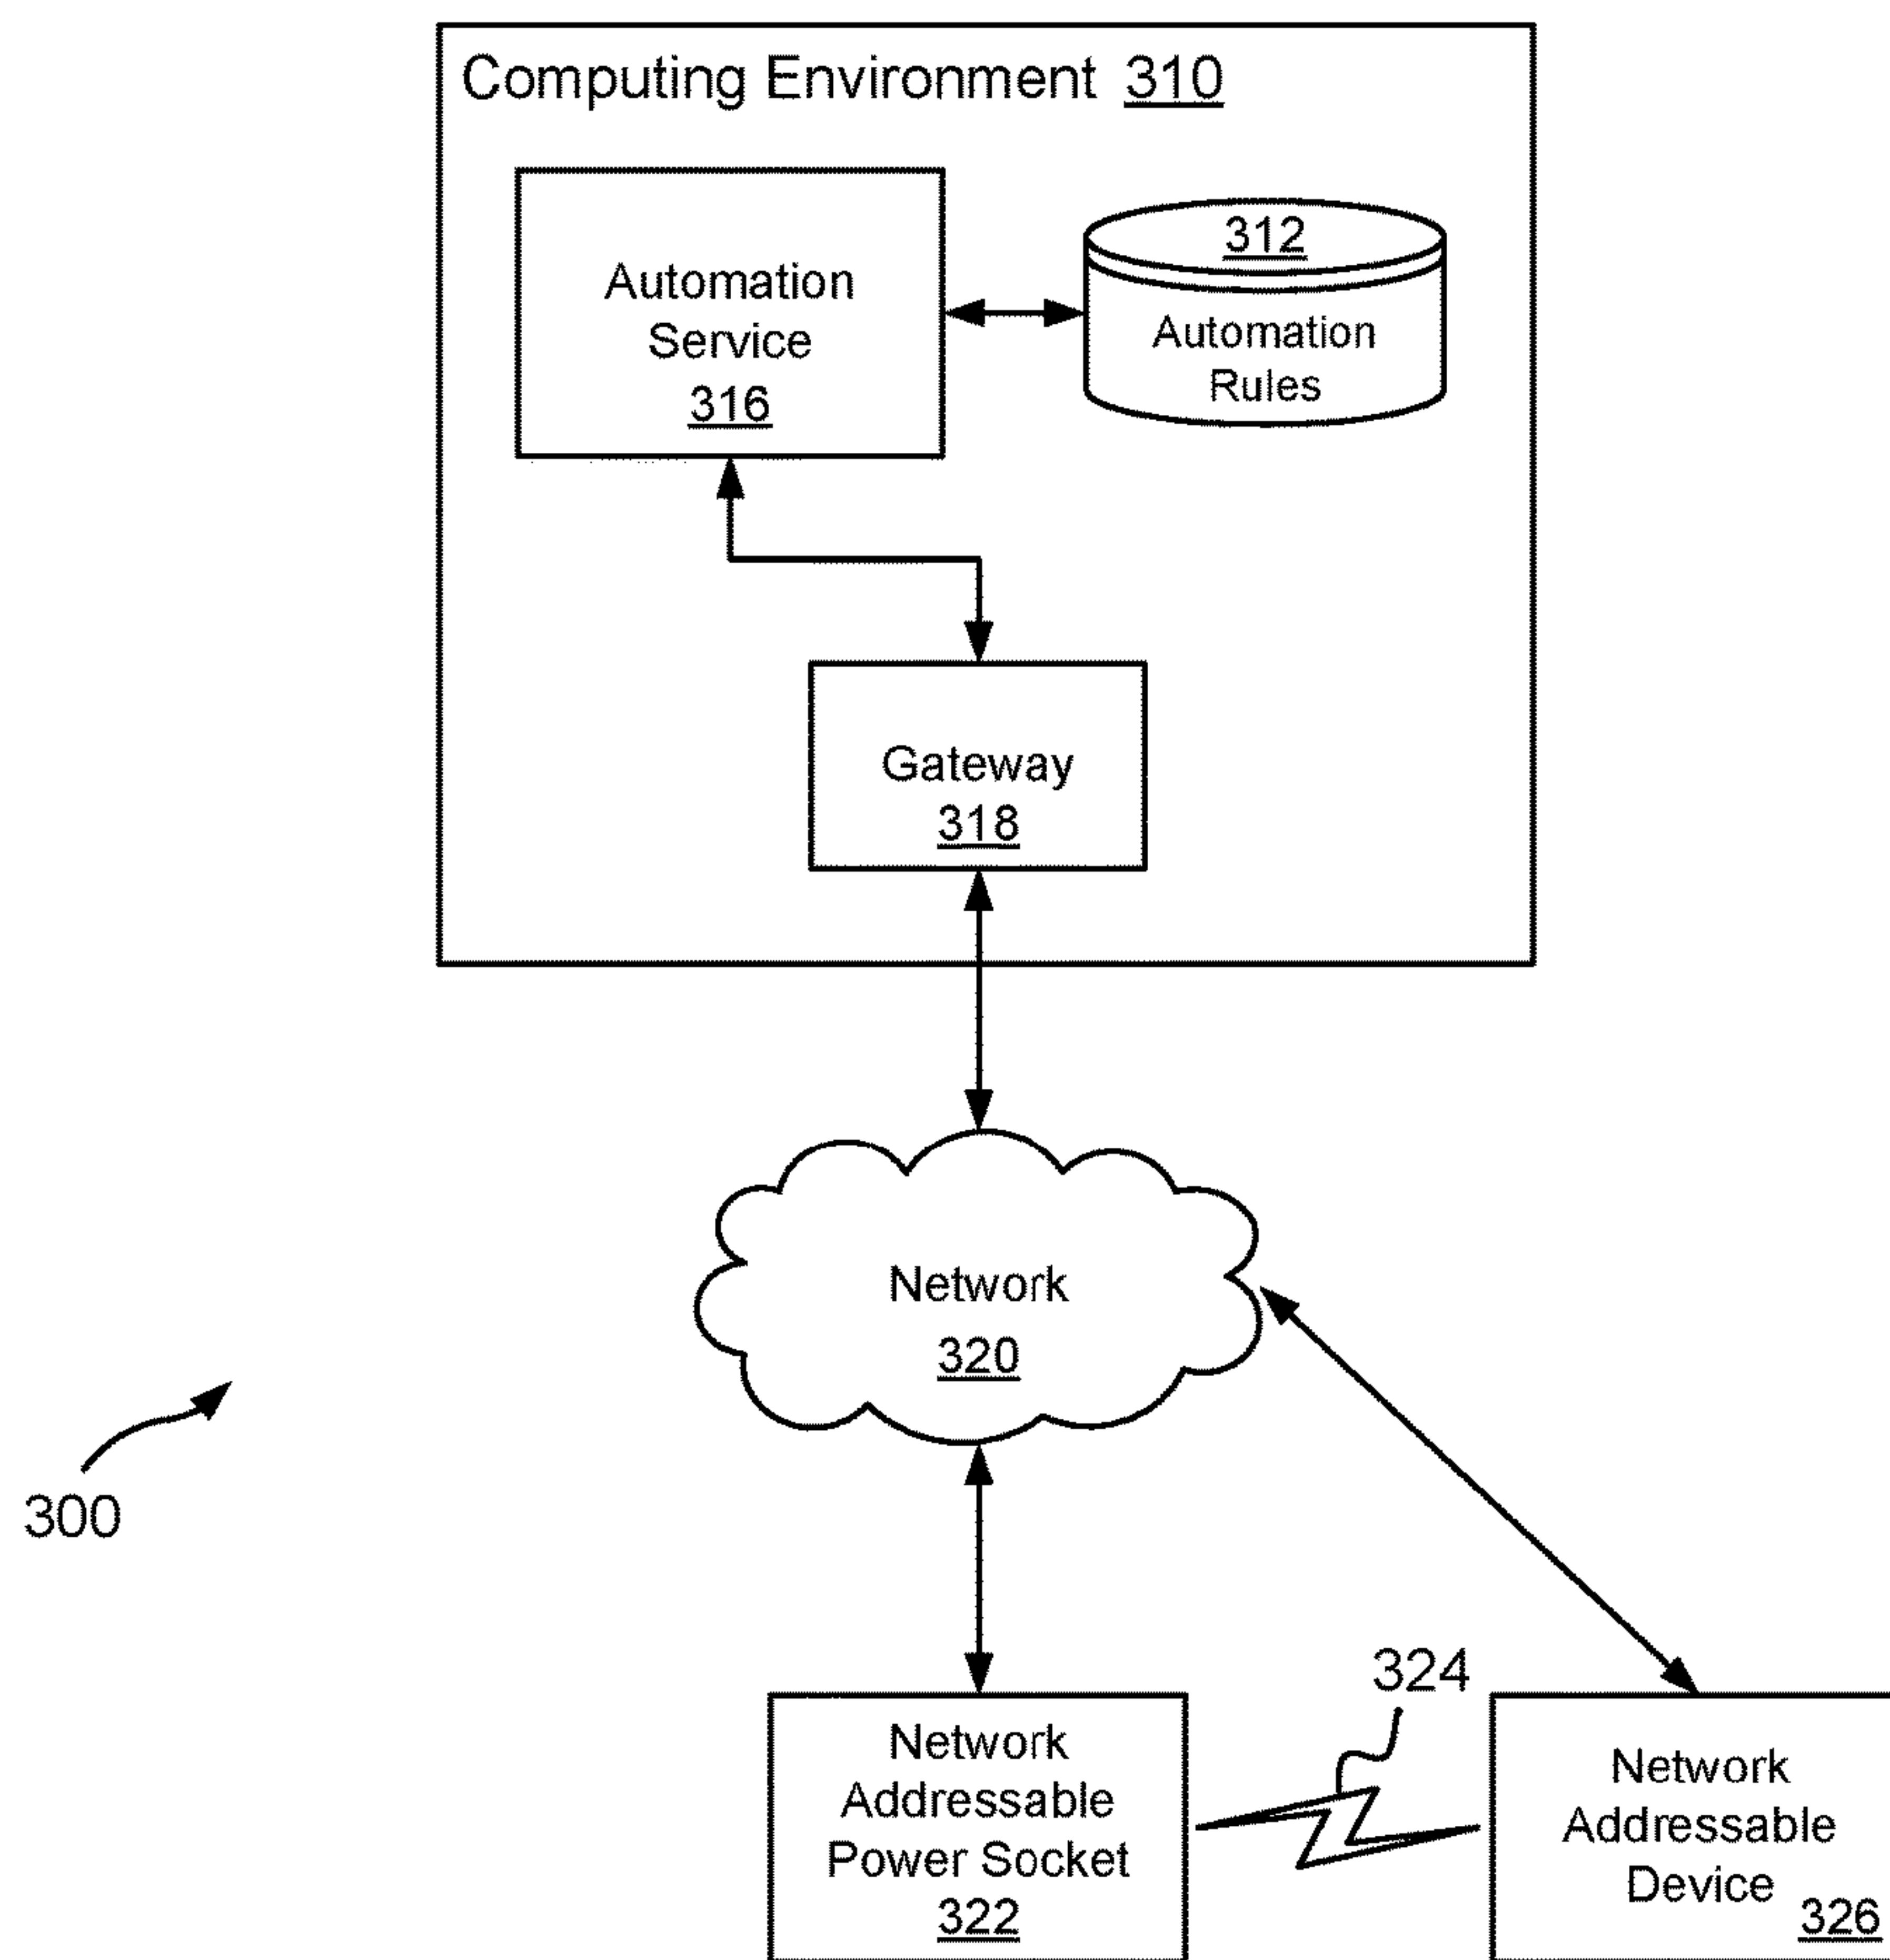 Computing Environment 310
Automation
Service
316
312
Automation
Rules
Gateway
318
Network
320
300
324
Network
Addressable
Power Socket
322
Network
Addressable
Device
326